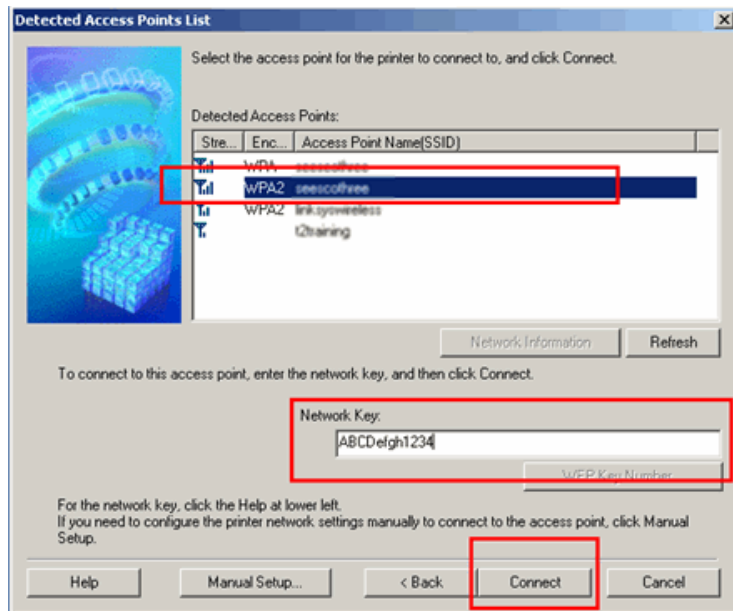 Detected Access Points List
Select the access point for the printer to connect to, and click Connect.
Detected Access Points:
Stre... Enc... Access Point Name(SSID)
WPA
WPA2 seescothree
WPA2 linksyswireless
t2training
Network Information Refresh
To connect to this access point, enter the network key, and then click Connect.
Network Key:
ABCDefgh1234
WEP Key Number
For the network key, click the Help at lower left.
If you need to configure the printer network settings manually to connect to the access point, click Manual
Setup.
Help Manual Setup... < Back Connect Cancel